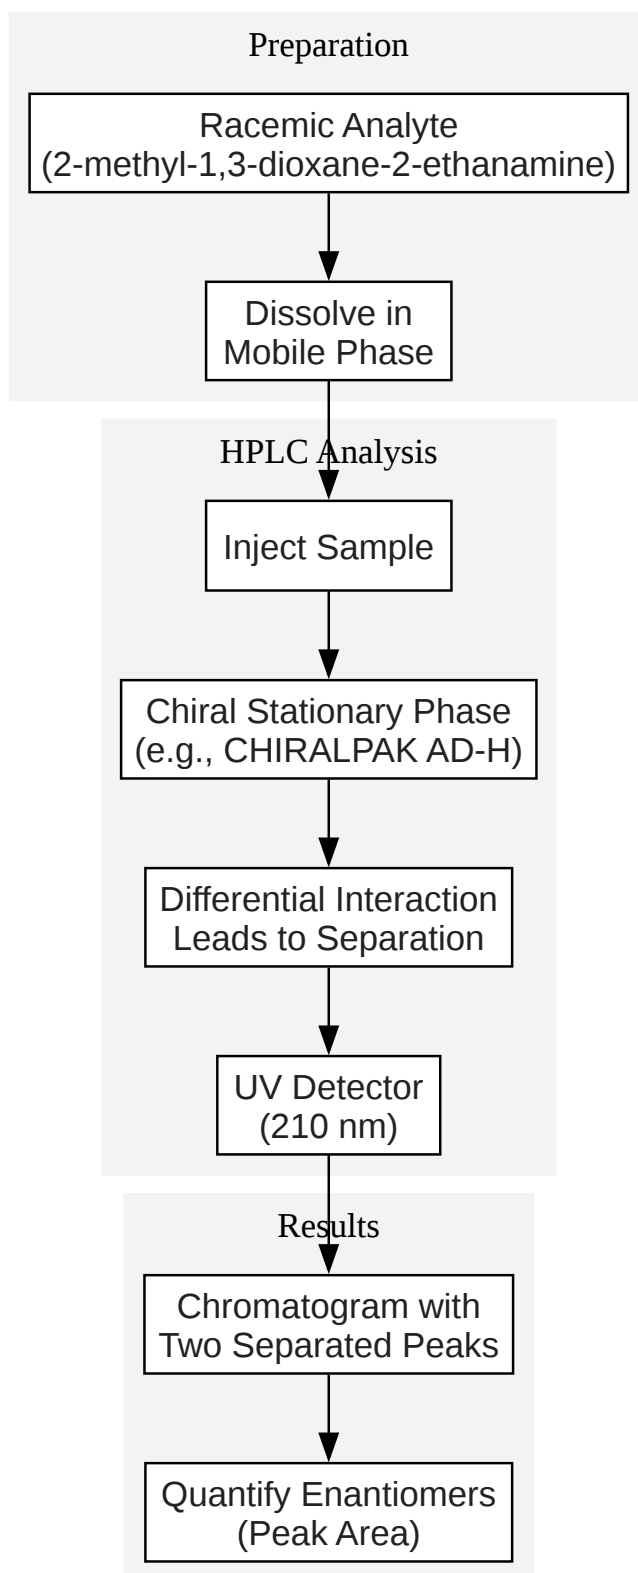 Preparation
Racemic Analyte
(2-methyl-1,3-dioxane-2-ethanamine)
Dissolve in
Mobile Phase
HPLC Analysis
Inject Sample
Chiral Stationary Phase
(e.g., CHIRALPAK AD-H)
Differential Interaction
Leads to Separation
UV Detector
(210 nm)
Results
Chromatogram with
Two Separated Peaks
Quantify Enantiomers
(Peak Area)